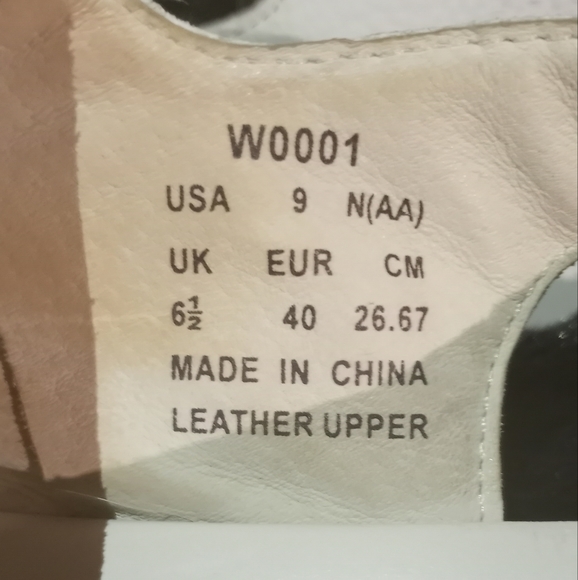 W0001
USA 9 N(AA)
UK EUR CM
6½ 40 26.67
MADE IN CHINA
LEATHER UPPER